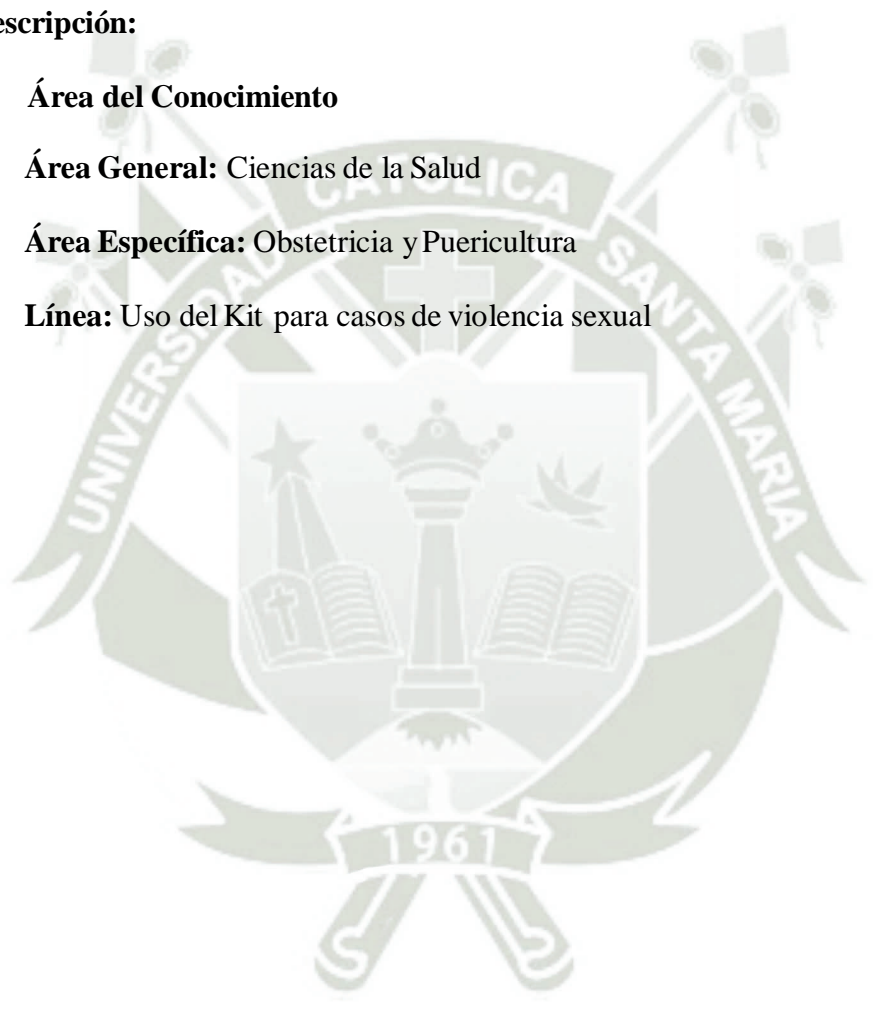 escripción:
Área del Conocimiento
Área General: Ciencias de la Salud
Área Específica: Obstetricia y Puericultura
Línea: Uso del Kit para casos de violencia sexual
UNIVERSIDAD CATOLICA SANTA MARIA
1961